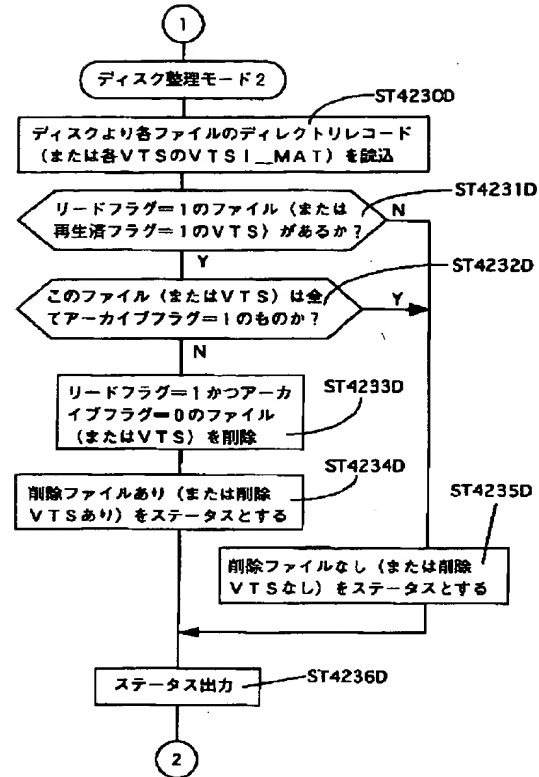 1
ディスク整理モード2
ST4230D
ディスクより各ファイルのディレクトリレコード
(または各VTSのVTSI_MAT)を読込
ST4231D
リードフラグ=1のファイル(または
再生済フラグ=1のVTS)があるか?
N
Y
ST4232D
このファイル(またはVTS)は全
てアーカイブフラグ=1のものか?
Y
N
リードフラグ=1かつアーカ
イブフラグ=0のファイル
(またはVTS)を削除
ST4233D
ST4234D
削除ファイルあり(または削除
VTSあり)をステータスとする
ST4235D
削除ファイルなし(または削除
VTSなし)をステータスとする
ステータス出力
ST4236D
2